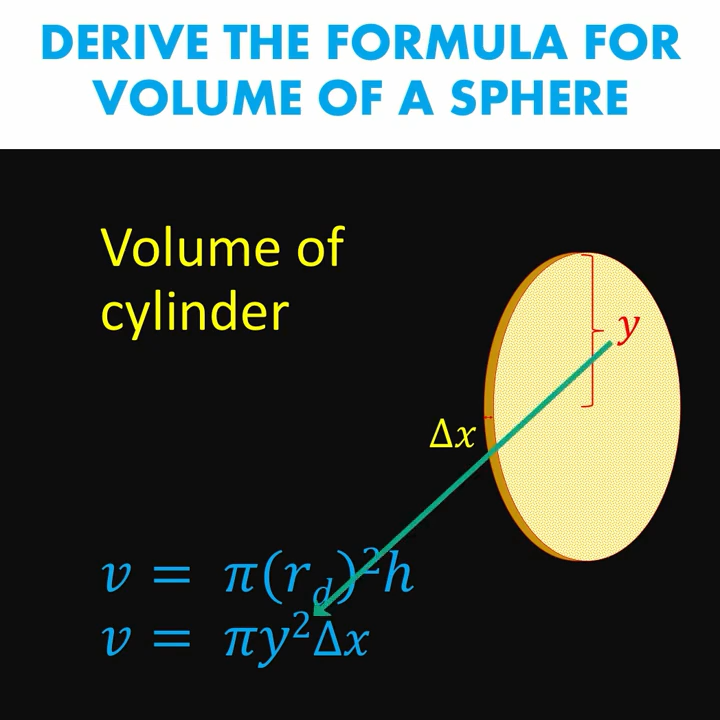 DERIVE THE FORMULA FOR
VOLUME OF A SPHERE
Volume of
cylinder
y
Δx
v = π(r_d)²h
v = πy²Δx